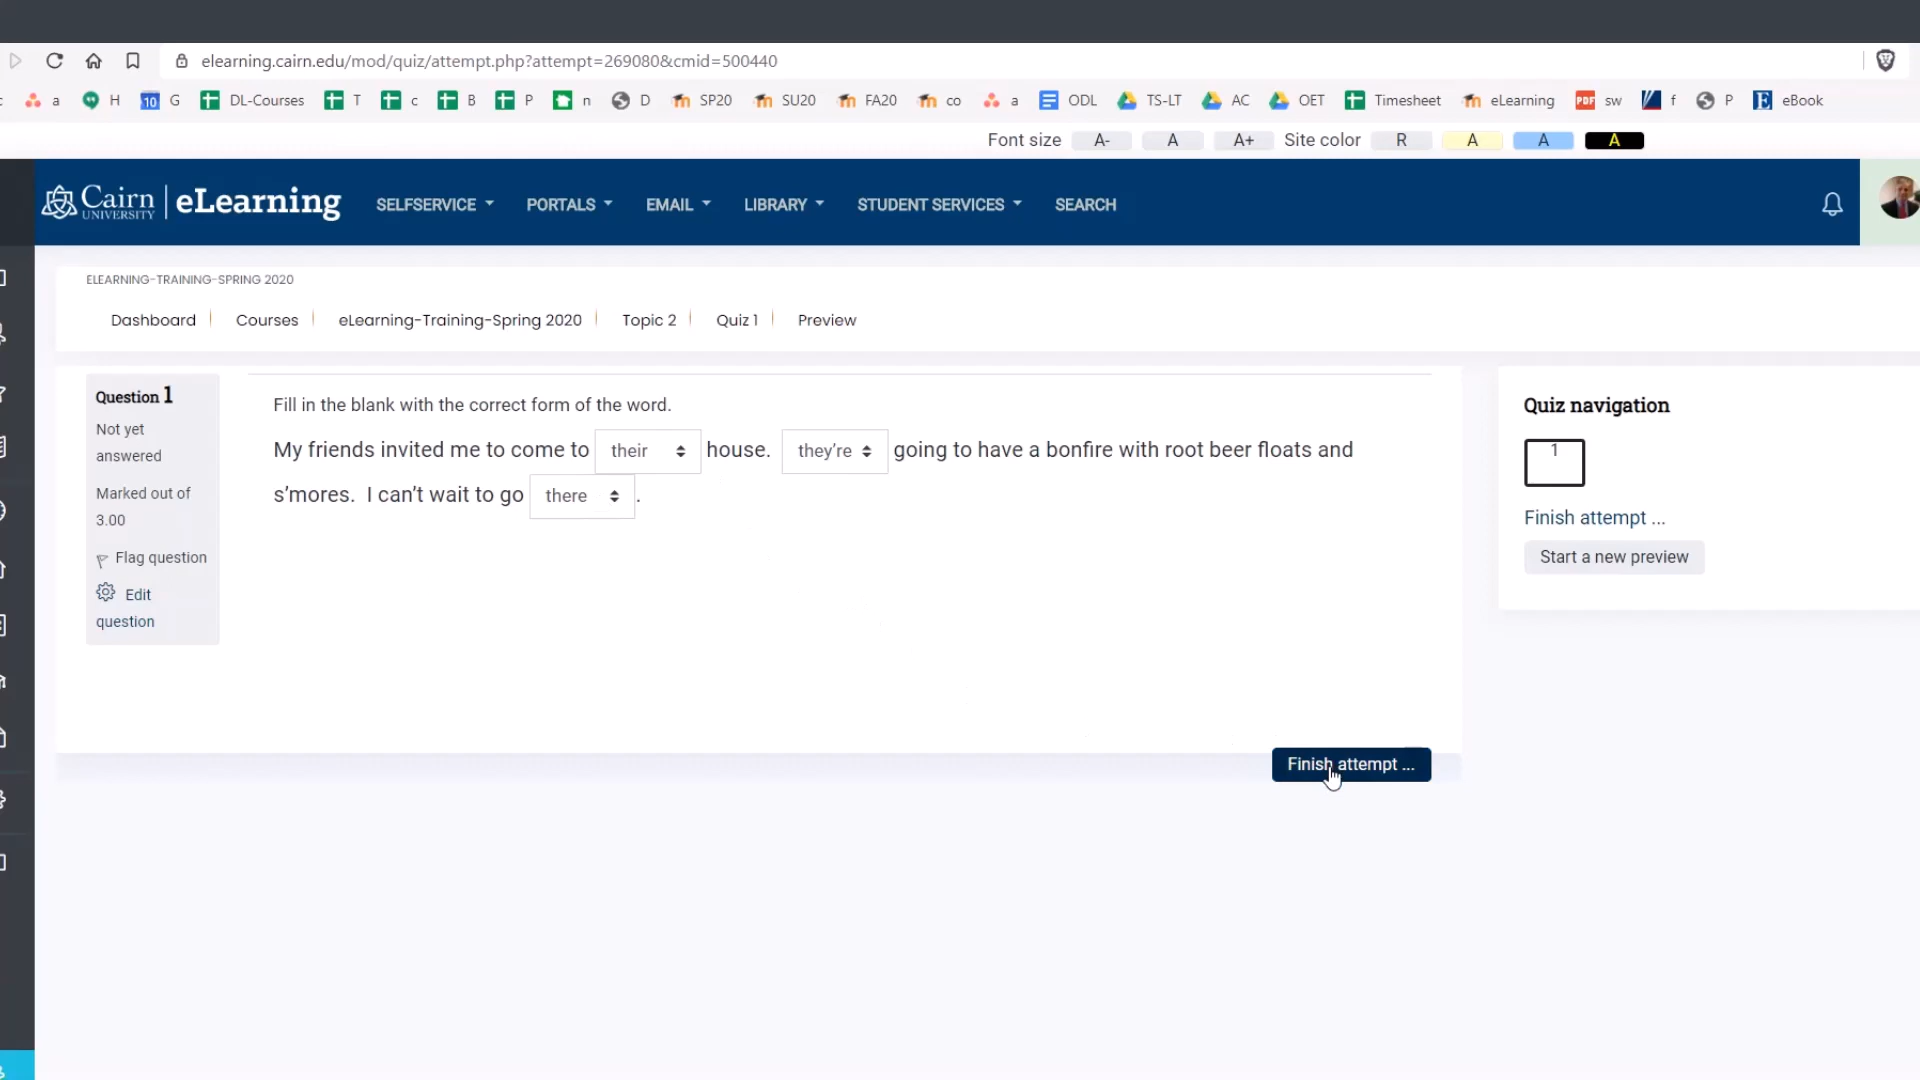 elearning.cairn.edu/mod/quiz/attempt.php?attempt=269080&cmid=500440
c a H 10 G DL-Courses T c B P n D SP20 SU20 FA20 co a ODL TS-LT AC OET Timesheet eLearning PDF sw f P E eBook
Font size A- A A+ Site color R A A A
Cairn UNIVERSITY eLearning SELFSERVICE PORTALS EMAIL LIBRARY STUDENT SERVICES SEARCH
ELEARNING-TRAINING-SPRING 2020
Dashboard Courses eLearning-Training-Spring 2020 Topic 2 Quiz 1 Preview
Question 1
Not yet
answered
Marked out of
3.00
Flag question
Edit
question
Fill in the blank with the correct form of the word.
My friends invited me to come to their house. they’re going to have a bonfire with root beer floats and
s’mores. I can’t wait to go there .
Finish attempt ...
Quiz navigation
1
Finish attempt ...
Start a new preview